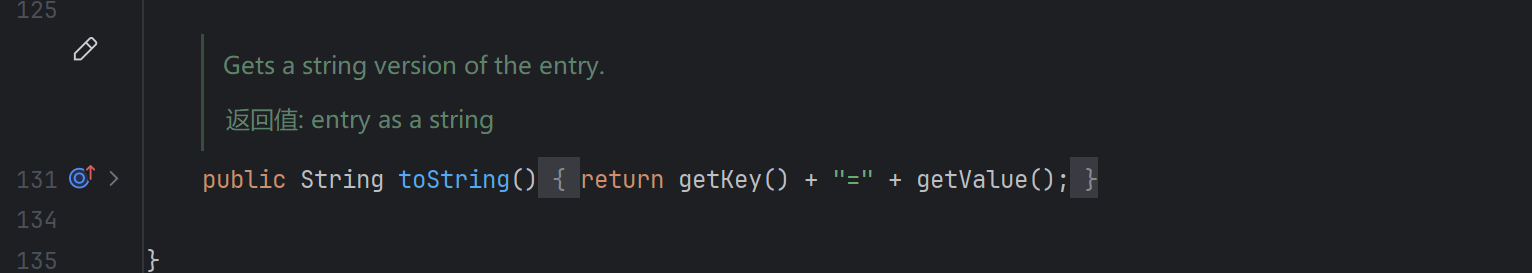 125
Gets a string version of the entry.
返回值: entry as a string
131 public String toString() { return getKey() + "=" + getValue(); }
134
135 }